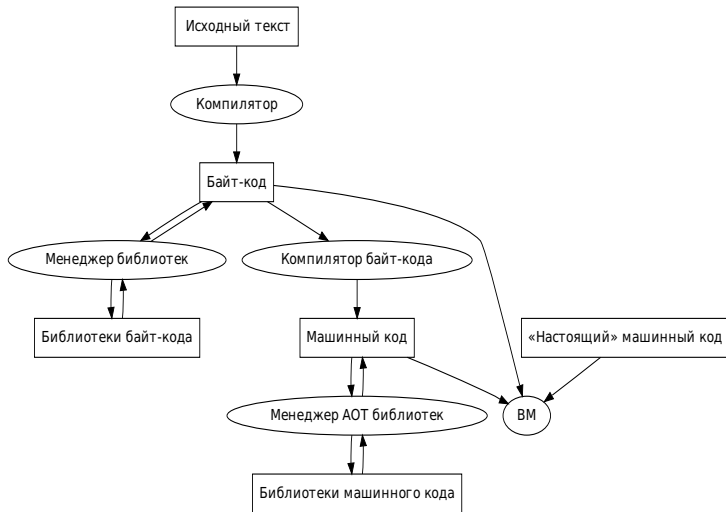 Исходный текст
Компилятор
Байт-код
Менеджер библиотек
Компилятор байт-кода
Библиотеки байт-кода
Машинный код
«Настоящий» машинный код
Менеджер АОТ библиотек
ВМ
Библиотеки машинного кода